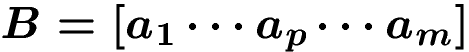 B = [a₁ ⋯ aₚ ⋯ aₘ]